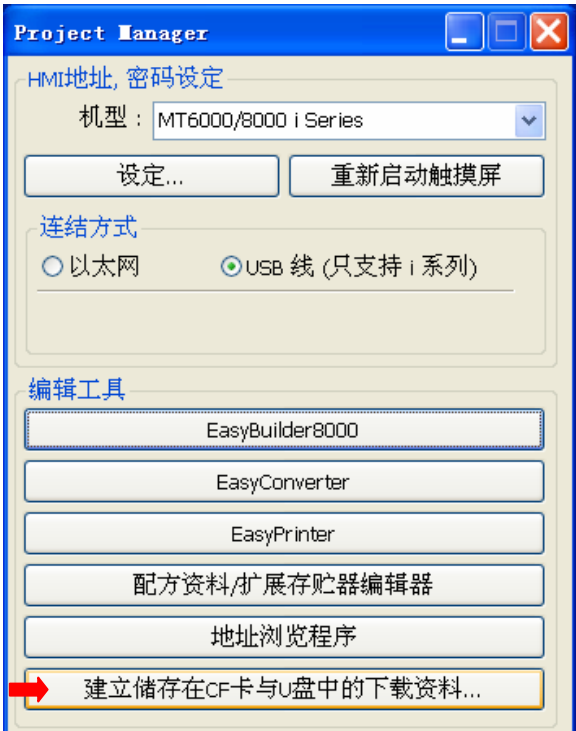 Project Manager
HMI地址, 密码设定
机型 : MT6000/8000 i Series
设定... 重新启动触摸屏
连结方式
以太网 USB 线 (只支持 i 系列)
编辑工具
EasyBuilder8000
EasyConverter
EasyPrinter
配方资料/扩展存贮器编辑器
地址浏览程序
建立储存在CF卡与U盘中的下载资料...